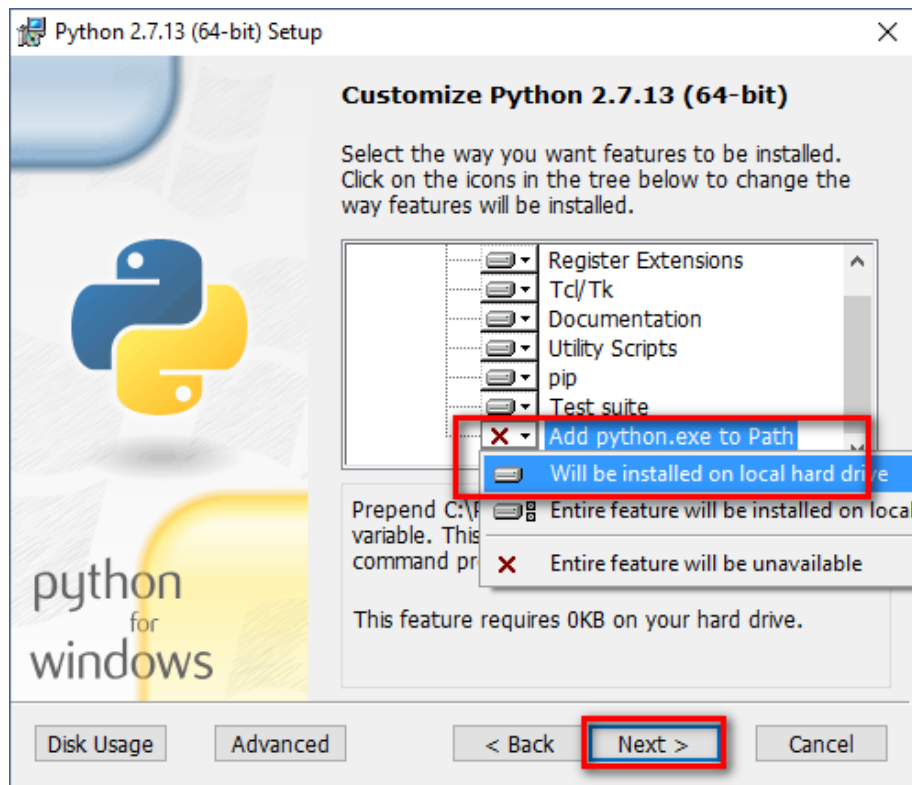 Python 2.7.13 (64-bit) Setup
Customize Python 2.7.13 (64-bit)
Select the way you want features to be installed.
Click on the icons in the tree below to change the
way features will be installed.
Register Extensions
Tcl/Tk
Documentation
Utility Scripts
pip
Test suite
Add python.exe to Path
Will be installed on local hard drive
Entire feature will be installed on local
Entire feature will be unavailable
Prepend C:\
variable. This
command
This feature requires 0KB on your hard drive.
python
for
windows
Disk Usage
Advanced
< Back
Next >
Cancel